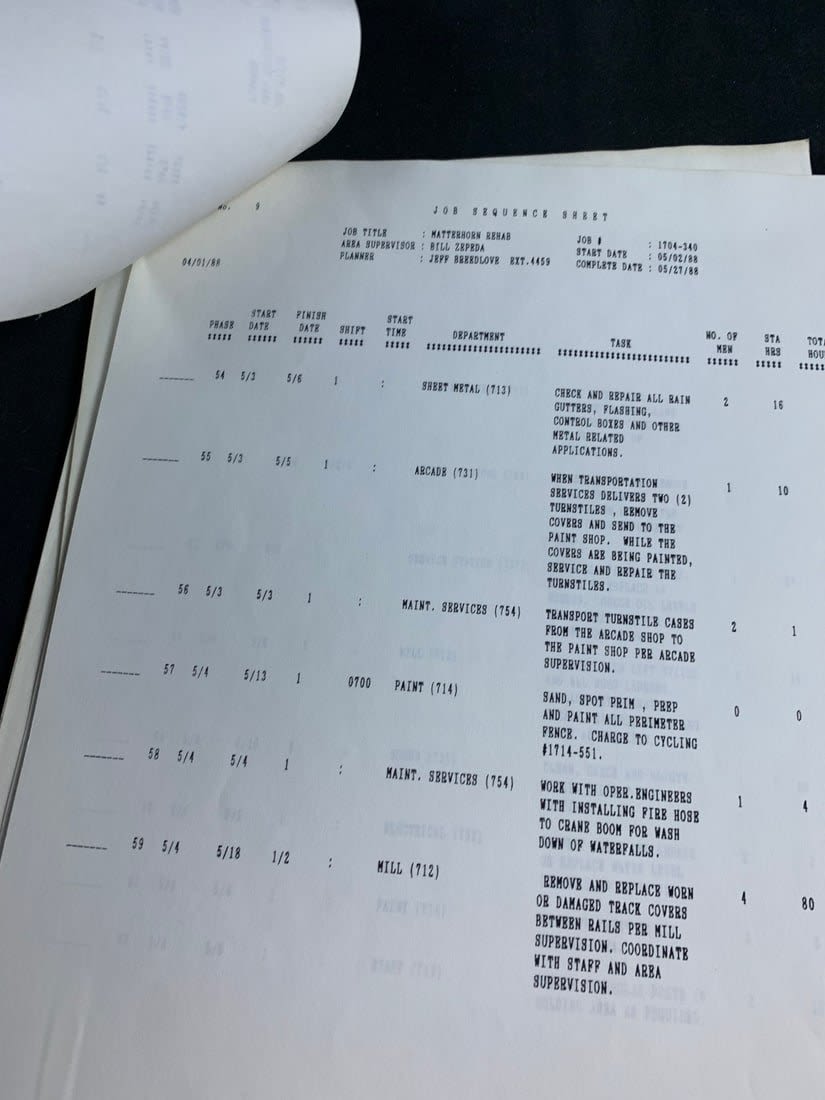 NO. 9
JOB SEQUENCE SHEET
JOB TITLE : MATTERHORN REHAB JOB # : 1704-340
AREA SUPERVISOR : BILL ZEPEDA START DATE : 05/02/88
04/01/88 PLANNER : JEFF BREEDLOVE EXT.4459 COMPLETE DATE : 05/27/88
START FINISH START NO. OF STA
PHASE DATE DATE SHIFT TIME DEPARTMENT TASK MEN HRS
54 5/3 5/6 1 : SHEET METAL (713) CHECK AND REPAIR ALL RAIN 2 16
GUTTERS, FLASHING,
CONTROL BOXES AND OTHER
METAL RELATED
APPLICATIONS.
55 5/3 5/5 1 : ARCADE (731) WHEN TRANSPORTATION 1 10
SERVICES DELIVERS TWO (2)
TURNSTILES , REMOVE
COVERS AND SEND TO THE
PAINT SHOP. WHILE THE
COVERS ARE BEING PAINTED,
SERVICE AND REPAIR THE
TURNSTILES.
56 5/3 5/3 1 : MAINT. SERVICES (754) TRANSPORT TURNSTILE CASES 2 1
FROM THE ARCADE SHOP TO
THE PAINT SHOP PER ARCADE
SUPERVISION.
57 5/4 5/13 1 0700 PAINT (714) SAND, SPOT PRIM , PREP 0 0
AND PAINT ALL PERIMETER
FENCE. CHARGE TO CYCLING
#1714-551.
58 5/4 5/4 1 : MAINT. SERVICES (754) WORK WITH OPER.ENGINEERS 1 4
WITH INSTALLING FIRE HOSE
TO CRANE BOOM FOR WASH
DOWN OF WATERFALLS.
59 5/4 5/18 1/2 : MILL (712) REMOVE AND REPLACE WORN 4 80
OR DAMAGED TRACK COVERS
BETWEEN RAILS PER MILL
SUPERVISION. COORDINATE
WITH STAFF AND AREA
SUPERVISION.